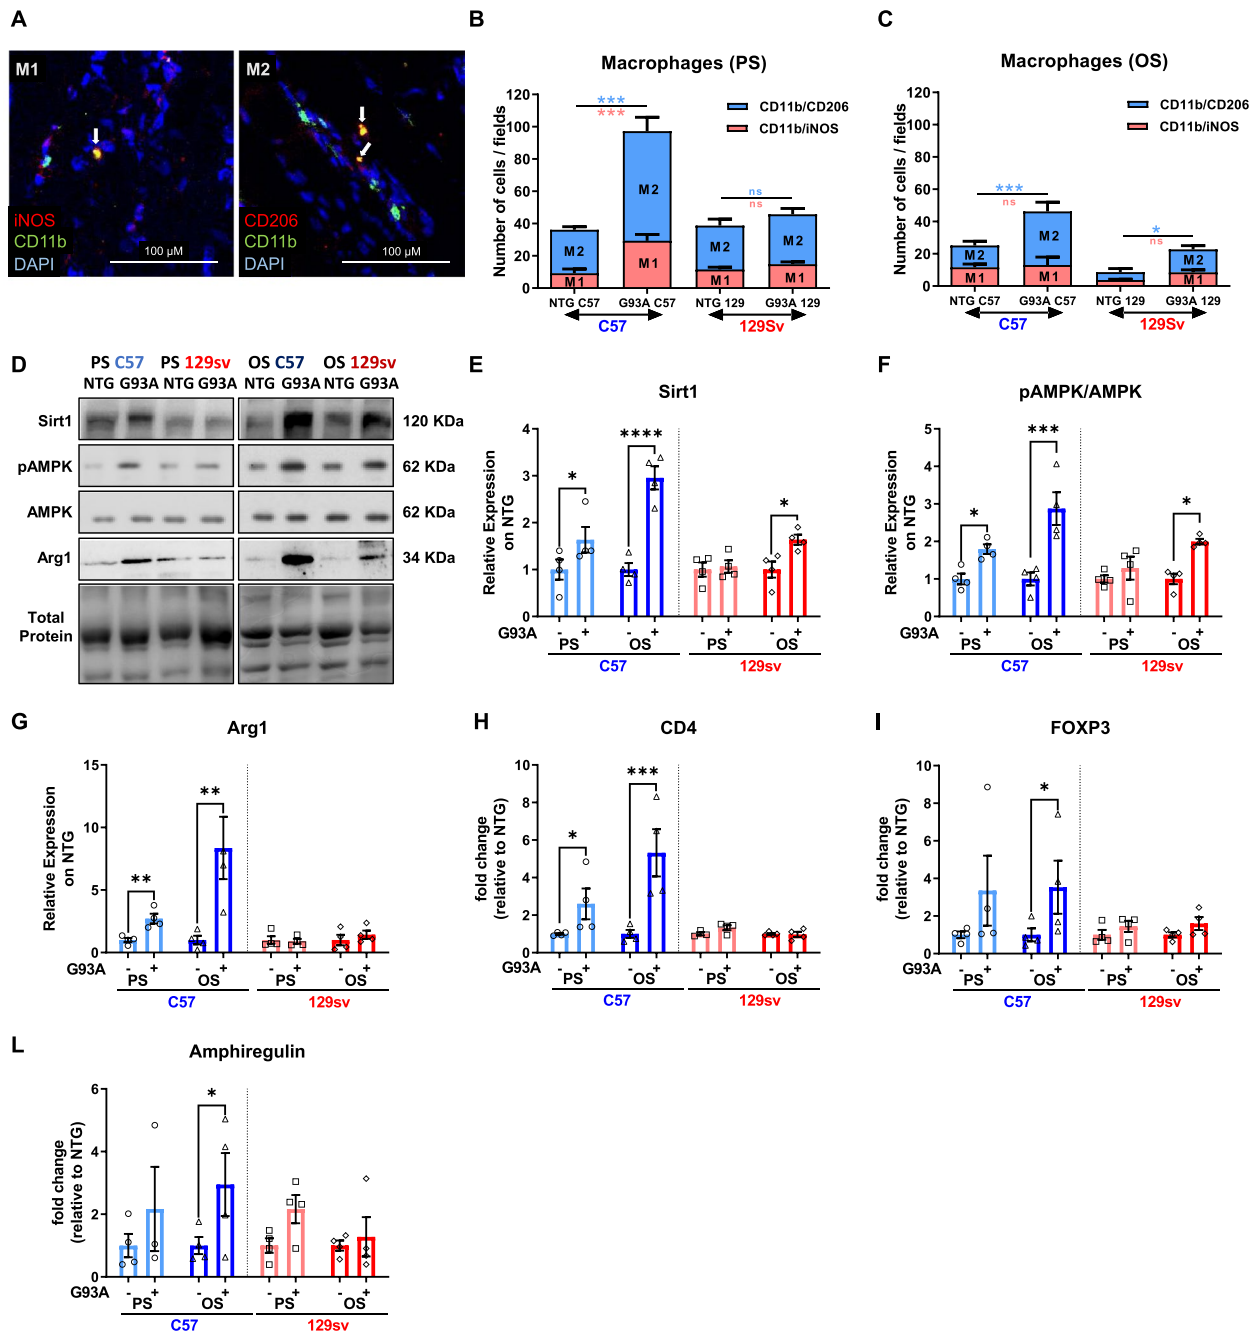 A
M1
iNOS
CD11b
DAPI
100 µM
M2
CD206
CD11b
DAPI
100 µM
B
Macrophages (PS)
Number of cells / fields
120
100
80
60
40
20
0
***
***
CD11b/CD206
CD11b/iNOS
ns
ns
M2
M1
M2
M1
M2
M1
M2
M1
NTG C57
G93A C57
NTG 129
G93A 129
C57
129Sv
C
Macrophages (OS)
Number of cells / fields
120
100
80
60
40
20
0
CD11b/CD206
CD11b/iNOS
***
ns
*
ns
M2
M1
M2
M1
M2
M1
NTG C57
G93A C57
NTG 129
G93A 129
C57
129Sv
D
PS C57 PS 129sv OS C57 OS 129sv
NTG G93A NTG G93A NTG G93A NTG G93A
Sirt1 120 KDa
pAMPK 62 KDa
AMPK 62 KDa
Arg1 34 KDa
Total
Protein
E
Sirt1
Relative Expression
on NTG
4
3
2
1
0
*
****
*
G93A - + - + - + - +
PS OS PS OS
C57 129sv
F
pAMPK/AMPK
Relative Expression
on NTG
5
4
3
2
1
0
*
***
*
G93A - + - + - + - +
PS OS PS OS
C57 129sv
G
Arg1
Relative Expression
on NTG
15
10
5
0
**
**
G93A - + - + - + - +
PS OS PS OS
C57 129sv
H
CD4
fold change
(relative to NTG)
10
8
6
4
2
0
*
***
G93A - + - + - + - +
PS OS PS OS
C57 129sv
I
FOXP3
fold change
(relative to NTG)
10
8
6
4
2
0
*
G93A - + - + - + - +
PS OS PS OS
C57 129sv
L
Amphiregulin
fold change
(relative to NTG)
6
4
2
0
*
G93A - + - + - + - +
PS OS PS OS
C57 129sv